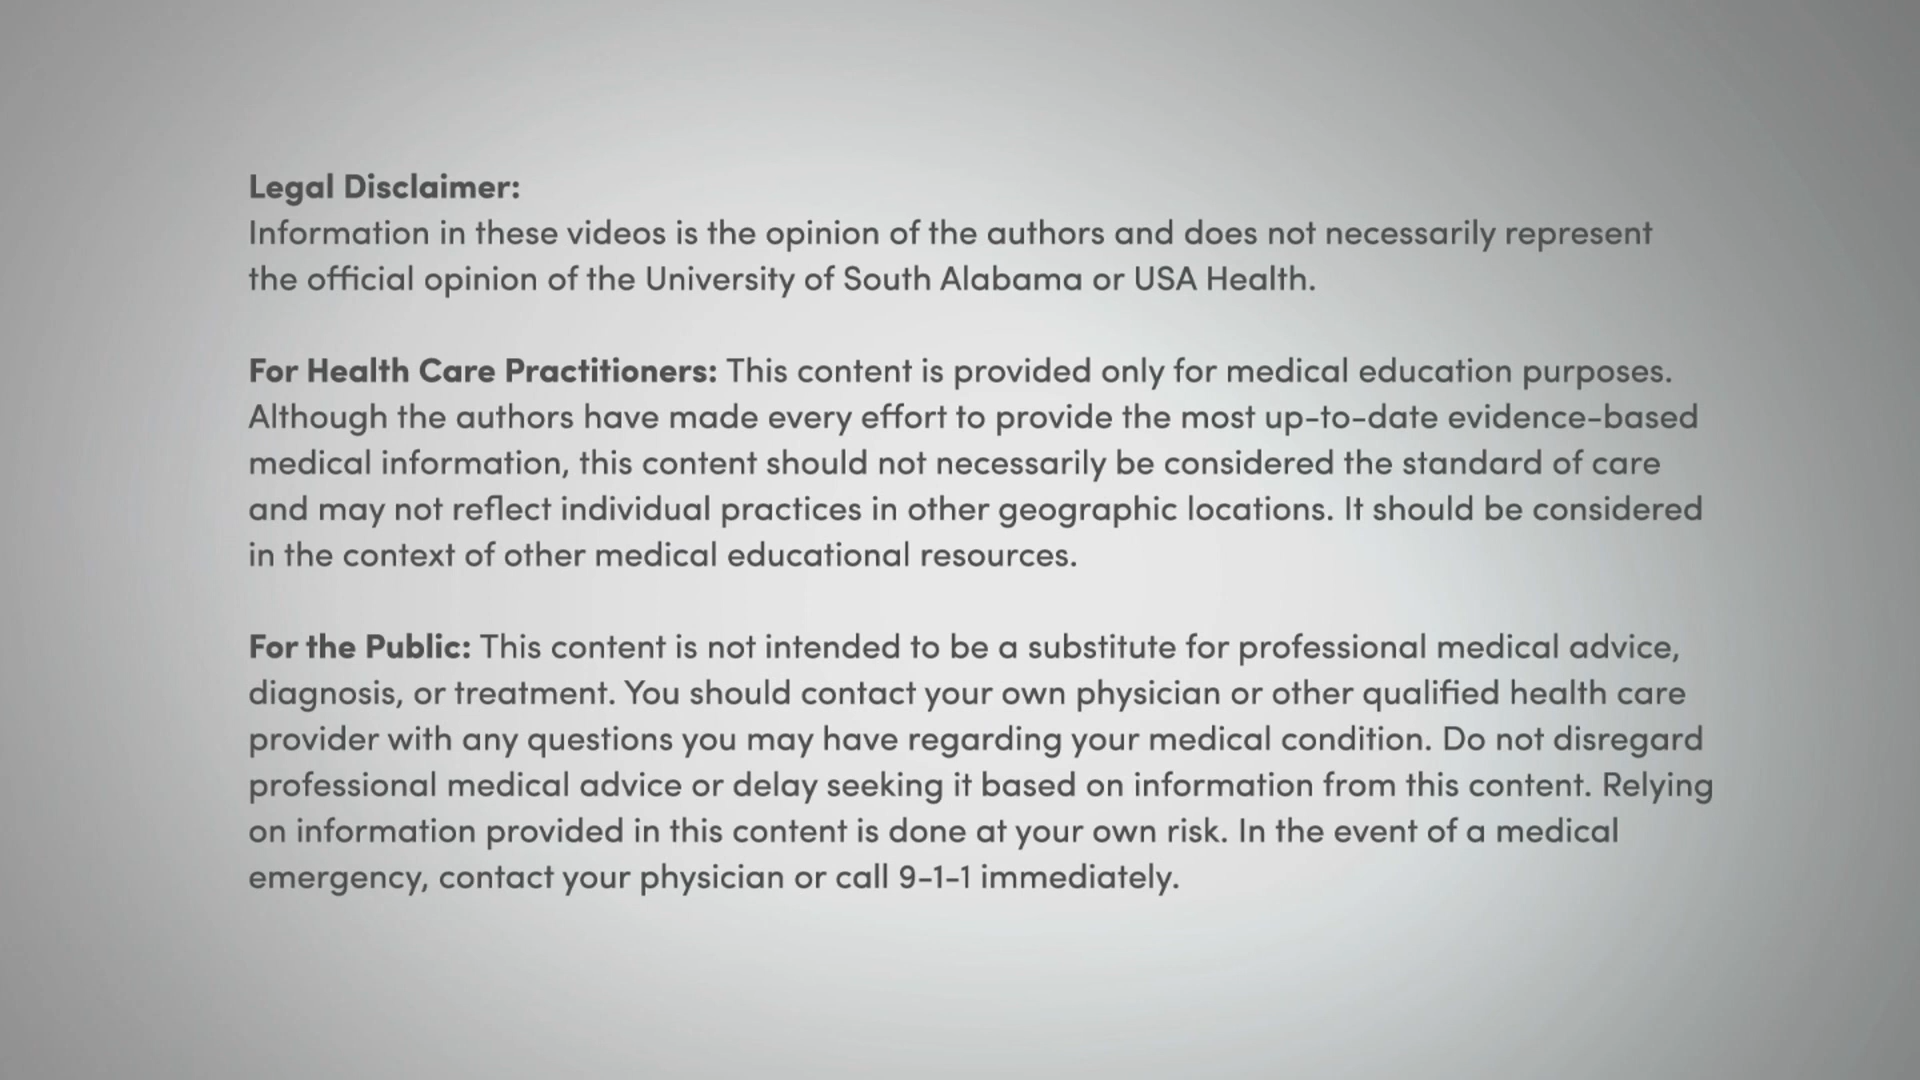 Legal Disclaimer:
Information in these videos is the opinion of the authors and does not necessarily represent
the official opinion of the University of South Alabama or USA Health.
For Health Care Practitioners: This content is provided only for medical education purposes.
Although the authors have made every effort to provide the most up-to-date evidence-based
medical information, this content should not necessarily be considered the standard of care
and may not reflect individual practices in other geographic locations. It should be considered
in the context of other medical educational resources.
For the Public: This content is not intended to be a substitute for professional medical advice,
diagnosis, or treatment. You should contact your own physician or other qualified health care
provider with any questions you may have regarding your medical condition. Do not disregard
professional medical advice or delay seeking it based on information from this content. Relying
on information provided in this content is done at your own risk. In the event of a medical
emergency, contact your physician or call 9-1-1 immediately.